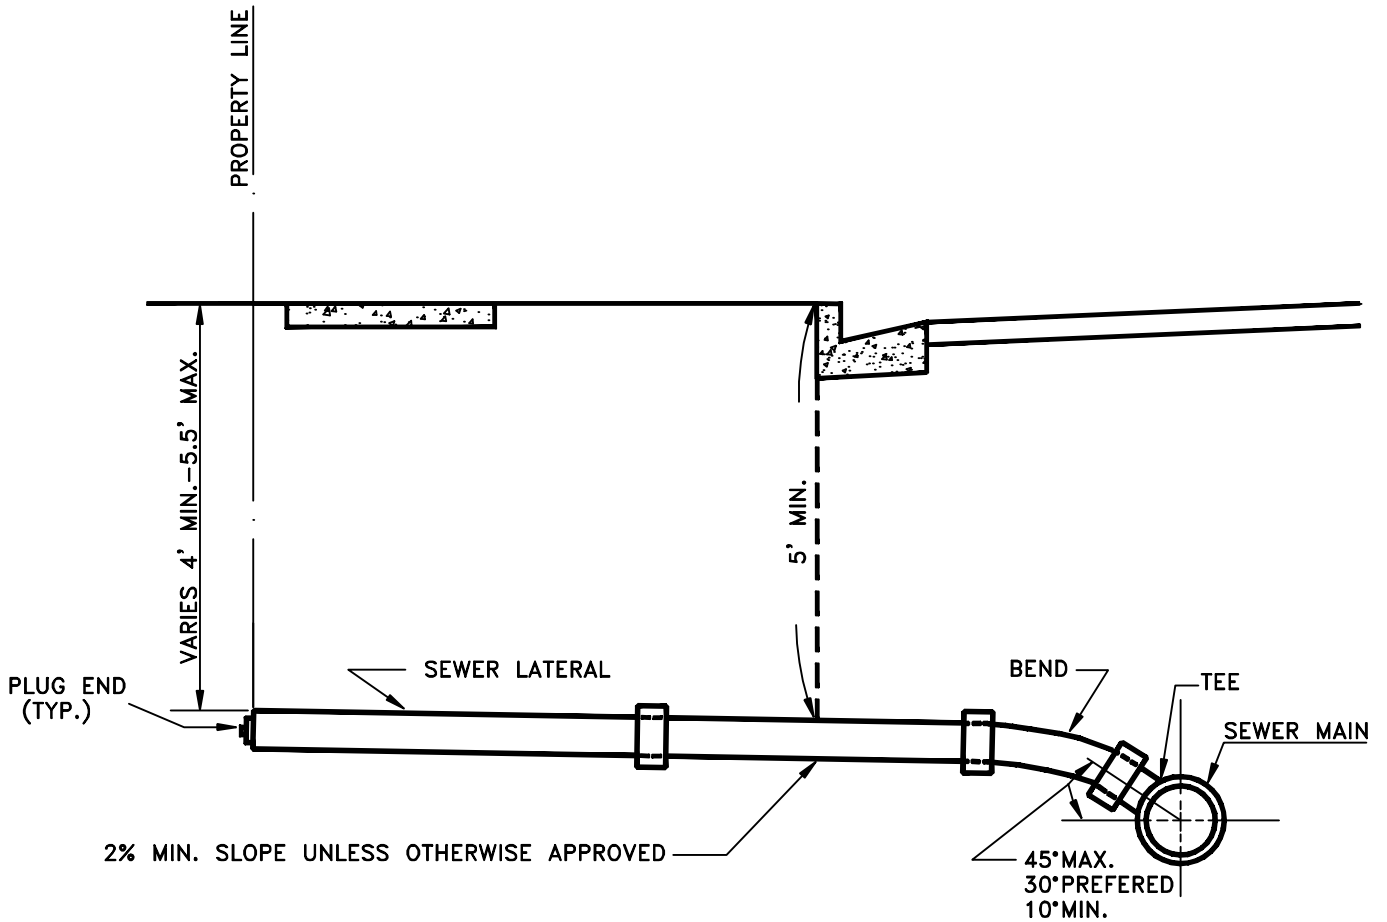 PROPERTY LINE
VARIES 4' MIN.-5.5' MAX.
5' MIN.
SEWER LATERAL
BEND
TEE
PLUG END
(TYP.)
SEWER MAIN
2% MIN. SLOPE UNLESS OTHERWISE APPROVED
45°MAX.
30°PREFERED
10°MIN.